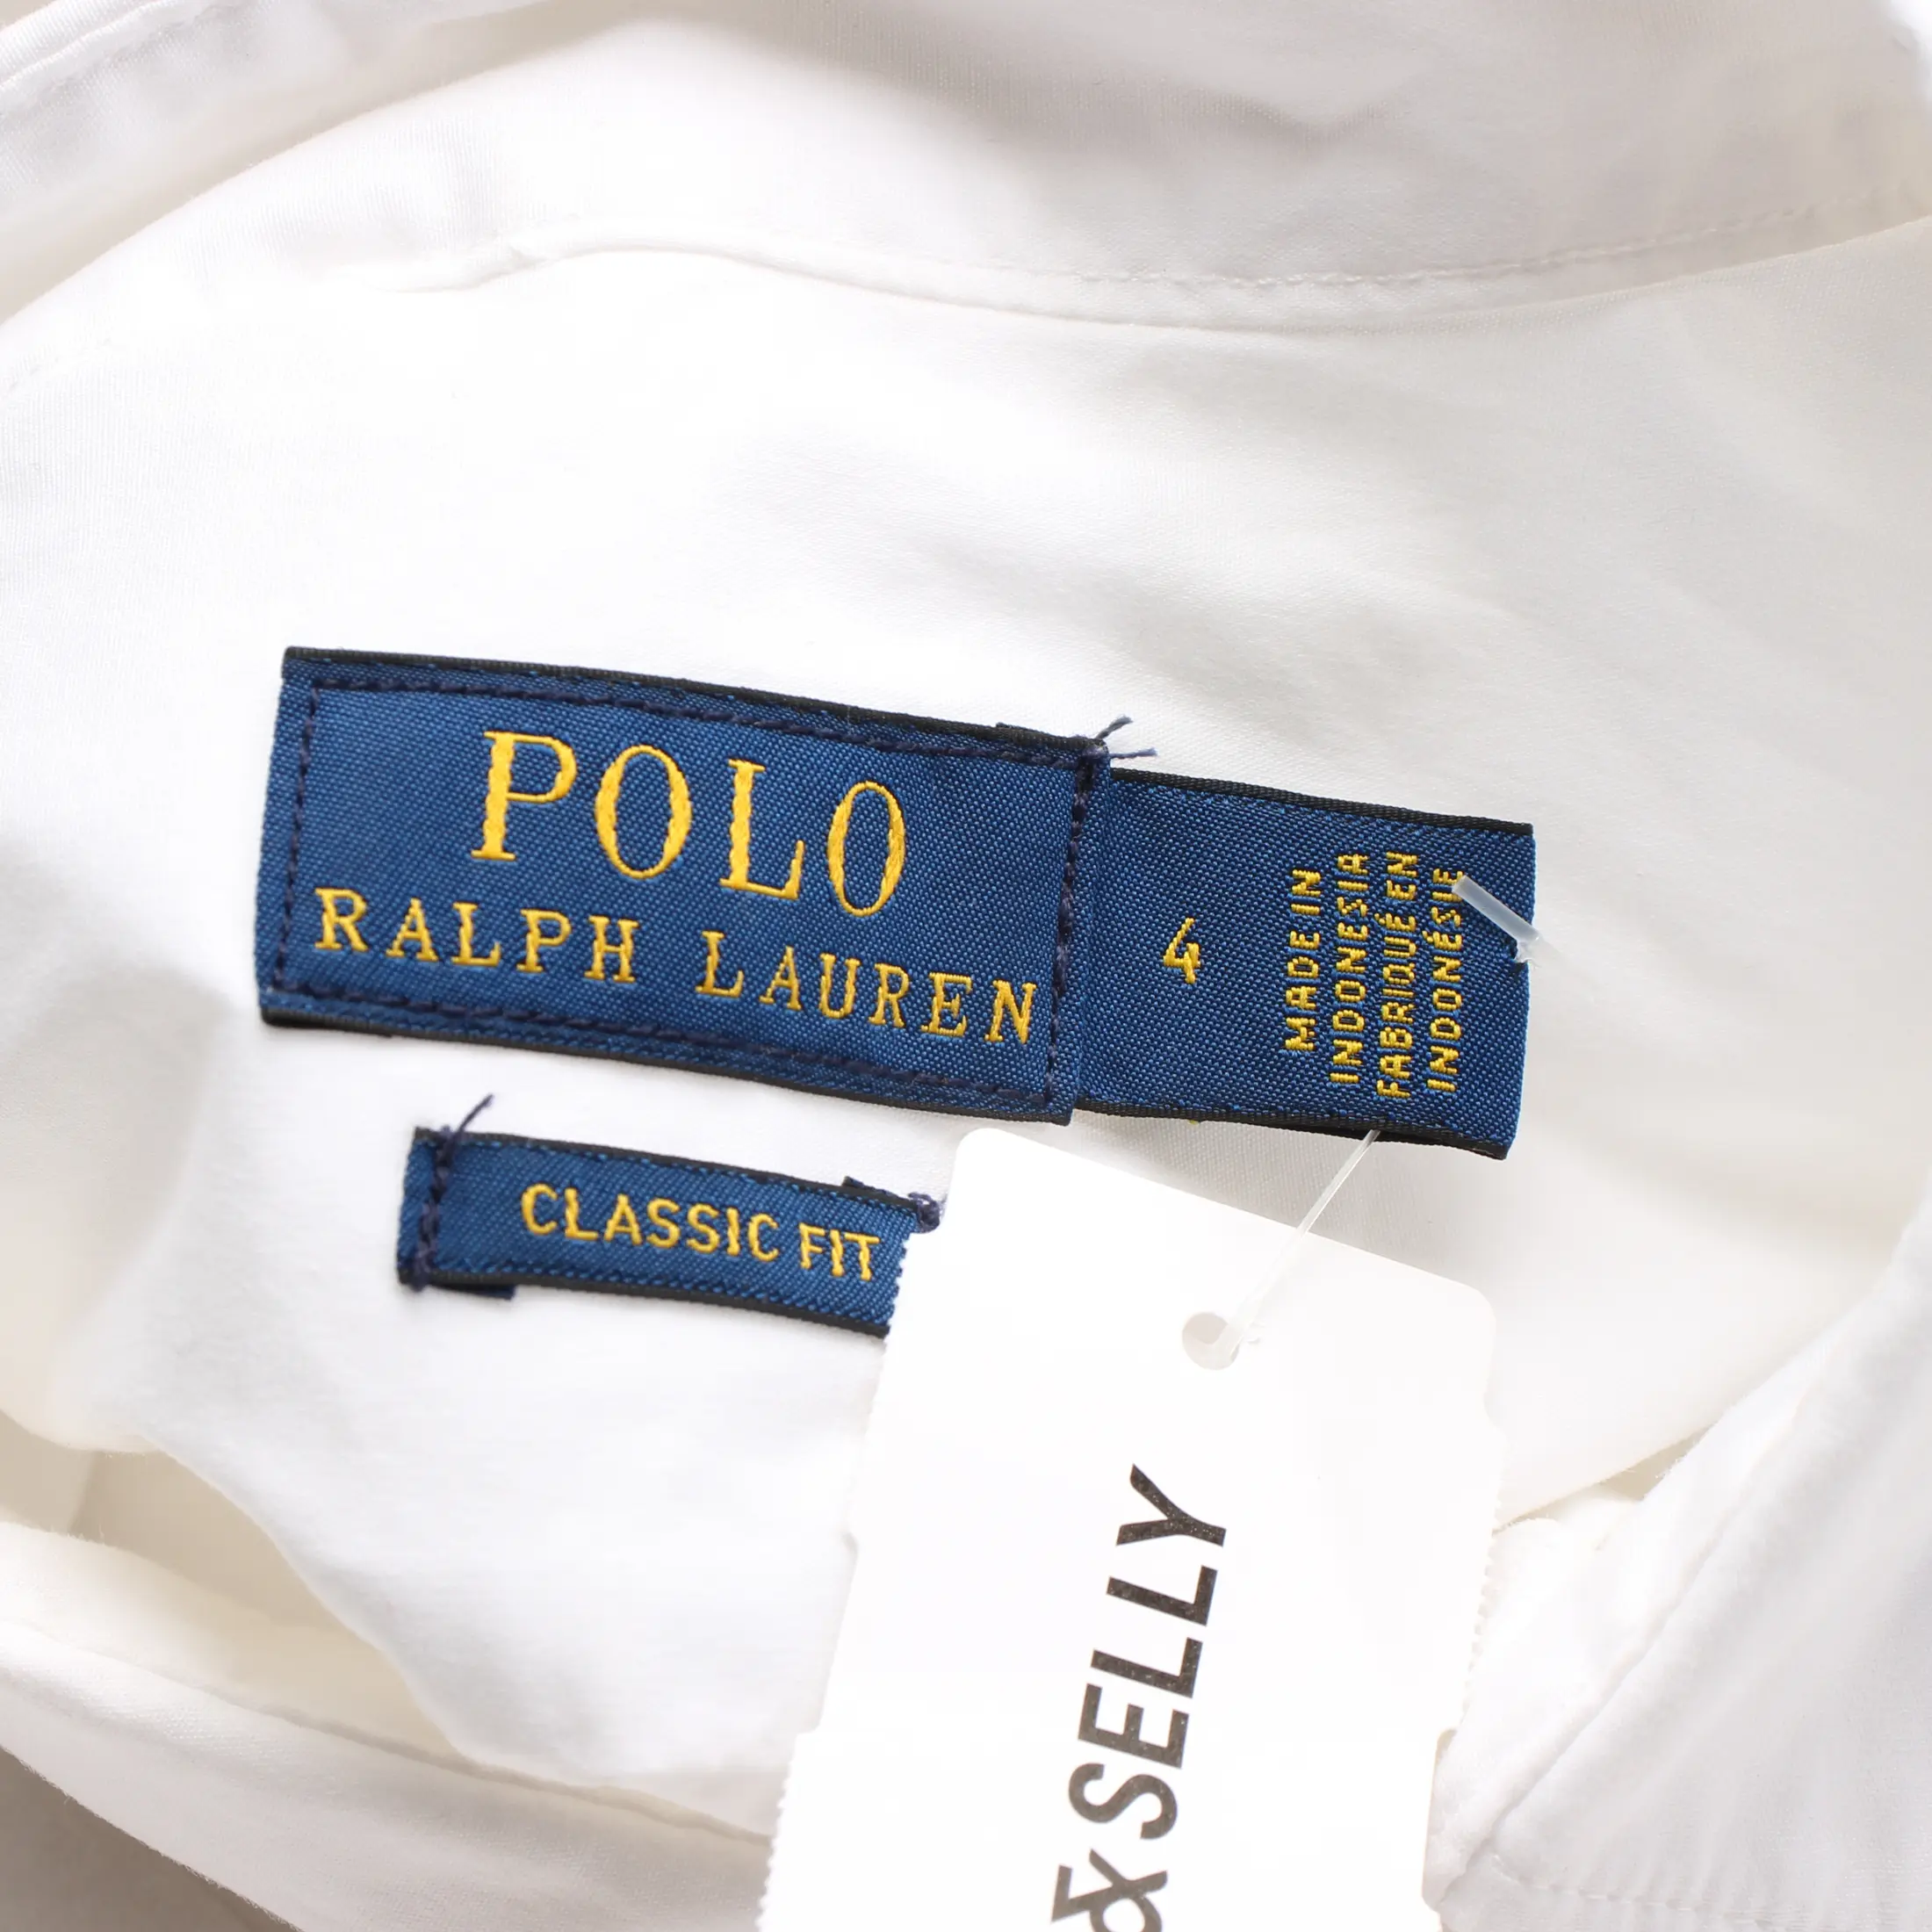 POLO
RALPH LAUREN
4
MADE IN
INDONESIA
FABRIQUÉ EN
INDONÉSIE
CLASSIC FIT
& SELLY